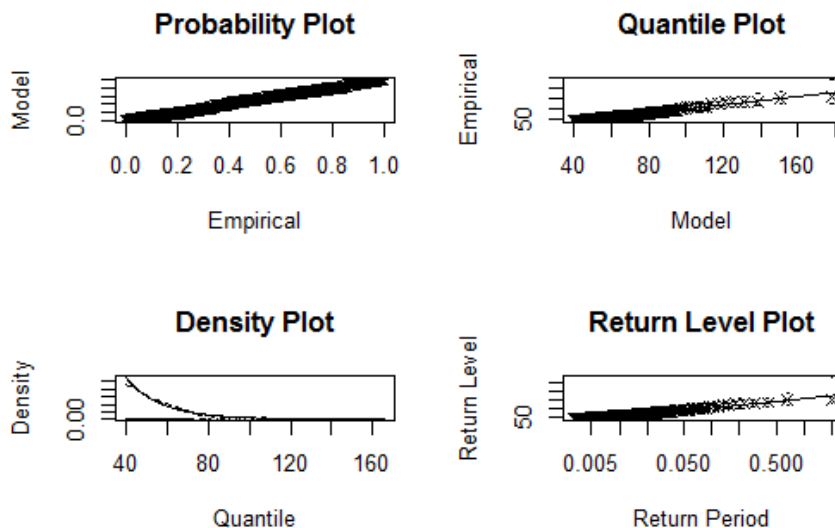 Probability Plot
Model
0.0
0.0 0.2 0.4 0.6 0.8 1.0
Empirical
Quantile Plot
Empirical
50
40 80 120 160
Model
Density Plot
Density
0.00
40 80 120 160
Quantile
Return Level Plot
Return Level
50
0.005 0.050 0.500
Return Period